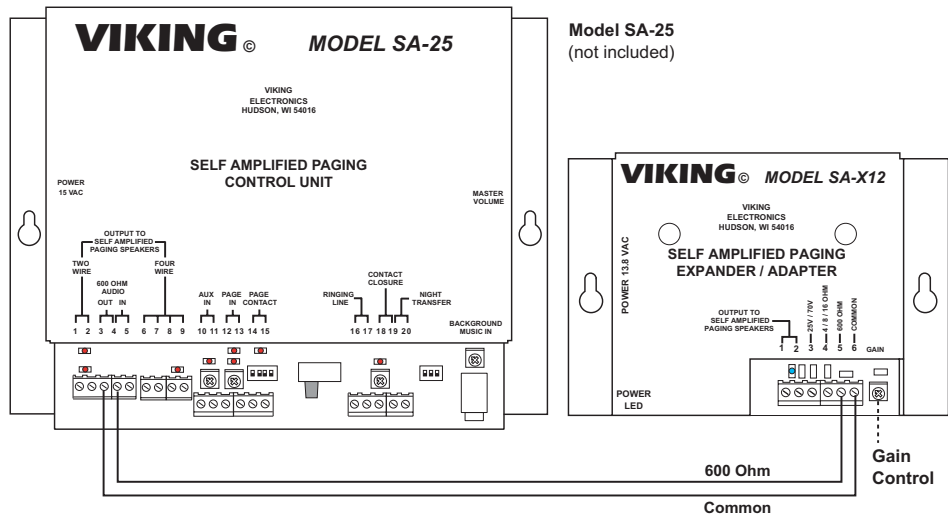 VIKING ©
MODEL SA-25
VIKING
ELECTRONICS
HUDSON, WI 54016
SELF AMPLIFIED PAGING
CONTROL UNIT
POWER
15 VAC
MASTER
VOLUME
OUTPUT TO
SELF AMPLIFIED
PAGING SPEAKERS
TWO
WIRE
FOUR
WIRE
600 OHM
AUDIO
OUT IN
1 2 3 4 5 6 7 8 9
AUX
IN
10 11
PAGE
IN
12 13
PAGE
CONTACT
14 15
RINGING
LINE
16 17
CONTACT
CLOSURE
18 19
NIGHT
TRANSFER
20
BACKGROUND
MUSIC IN
Model SA-25
(not included)
VIKING ©
MODEL SA-X12
VIKING
ELECTRONICS
HUDSON, WI 54016
SELF AMPLIFIED PAGING
EXPANDER / ADAPTER
POWER 13.8 VAC
OUTPUT TO
SELF AMPLIFIED
PAGING SPEAKERS
25V / 70V
4 / 8 / 16 OHM
600 OHM
COMMON
1 2 3 4 5 6
GAIN
POWER
LED
Gain
Control
600 Ohm
Common